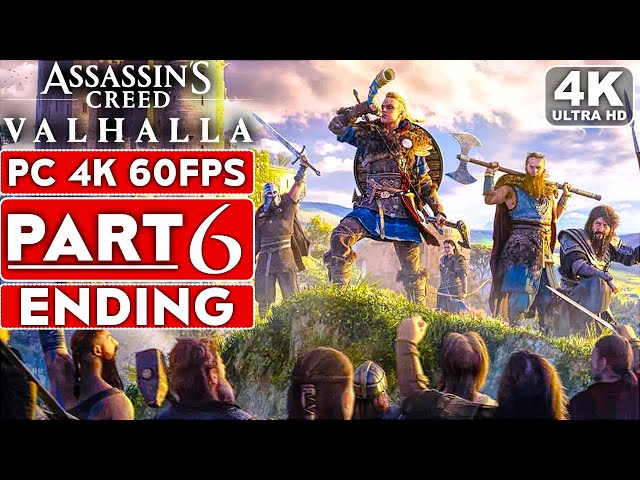 ASSASSIN'S
CREED
VALHALLA
4K
ULTRA HD
PC 4K 60FPS
PART 6
ENDING